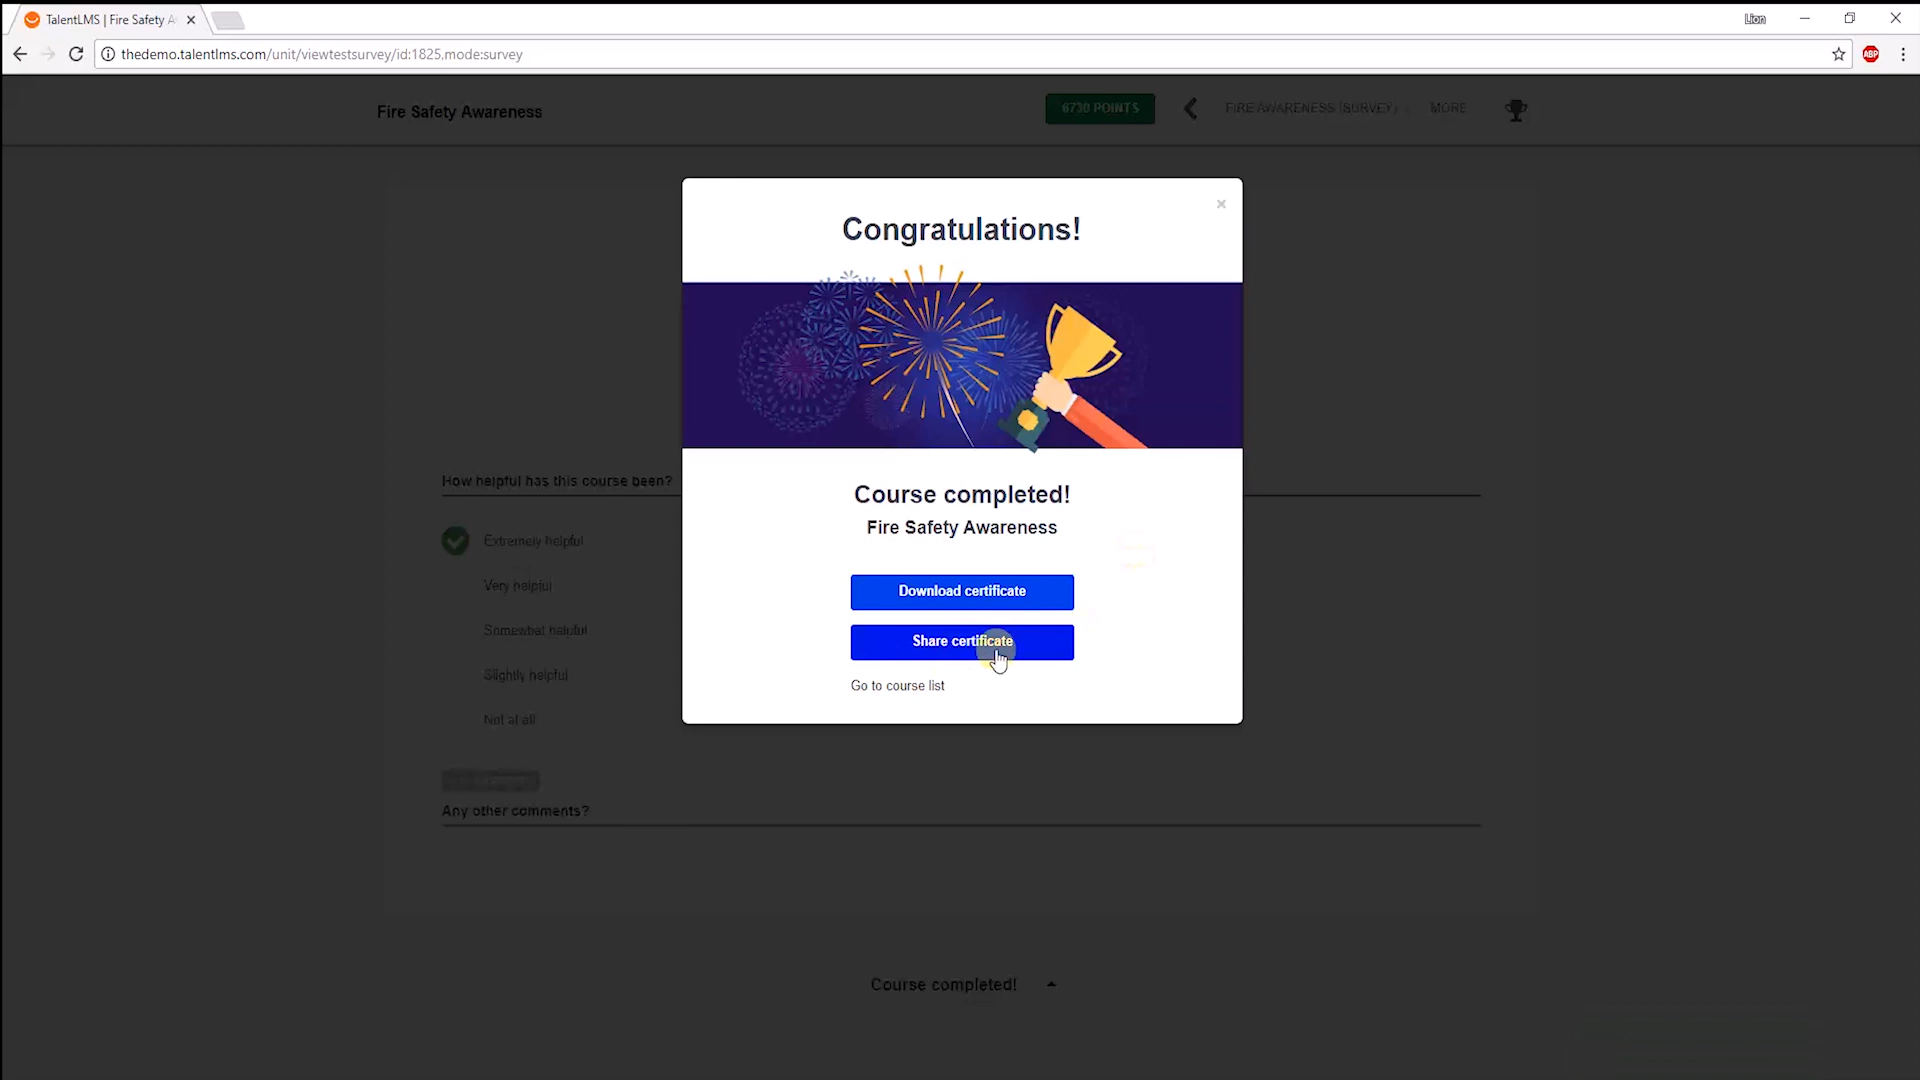 TalentLMS | Fire Safety A
Lion
thedemo.talentlms.com/unit/viewtestsurvey/id:1825,mode:survey
ABP
Fire Safety Awareness
6730 POINTS
FIRE AWARENESS (SURVEY)
MORE
Congratulations!
How helpful has this course been?
Course completed!
Fire Safety Awareness
Extremely helpful
Very helpful
Download certificate
Somewhat helpful
Share certificate
Slightly helpful
Go to course list
Not at all
Any other comments?
Course completed!